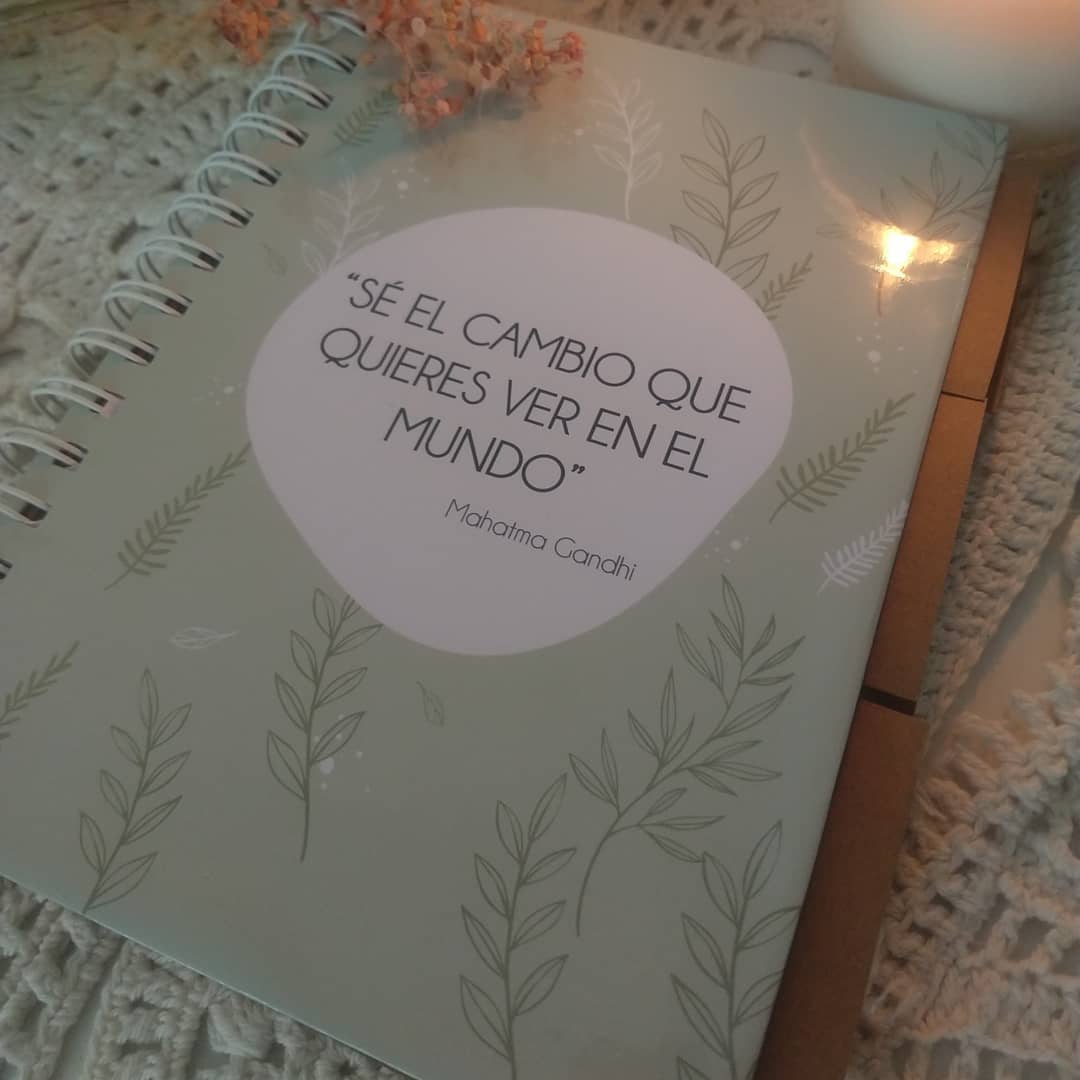 “SÉ EL CAMBIO QUE
QUIERES VER EN EL
MUNDO”
Mahatma Gandhi